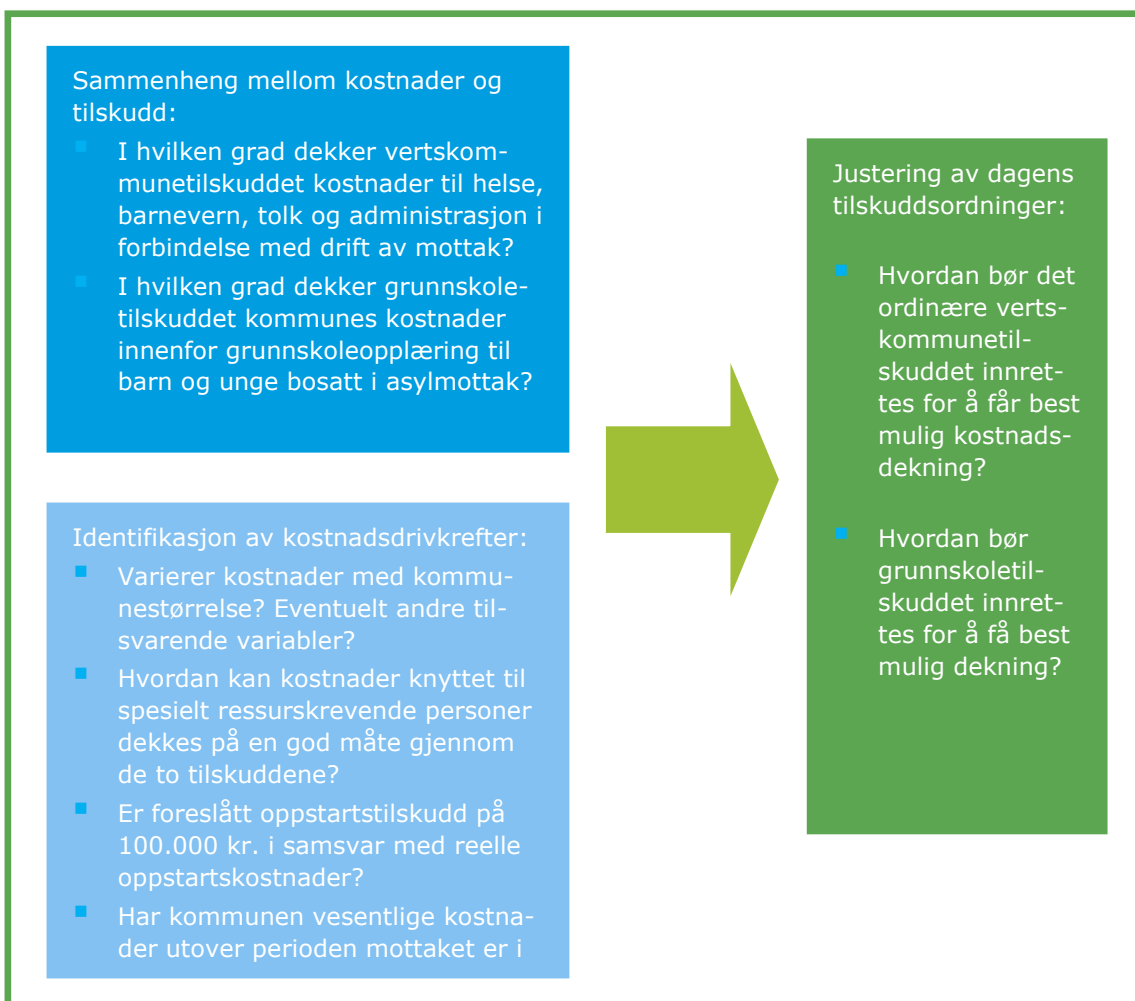 Sammenheng mellom kostnader og
tilskudd:
I hvilken grad dekker vertskom-
munetilskuddet kostnader til helse,
barnevern, tolk og administrasjon i
forbindelse med drift av mottak?
I hvilken grad dekker grunnskole-
tilskuddet kommunes kostnader
innenfor grunnskoleopplæring til
barn og unge bosatt i asylmottak?
Identifikasjon av kostnadsdrivkrefter:
Varierer kostnader med kommu-
nestørrelse? Eventuelt andre til-
svarende variabler?
Hvordan kan kostnader knyttet til
spesielt ressurskrevende personer
dekkes på en god måte gjennom
de to tilskuddene?
Er foreslått oppstartstilskudd på
100.000 kr. i samsvar med reelle
oppstartskostnader?
Har kommunen vesentlige kostna-
der utover perioden mottaket er i
Justering av dagens
tilskuddsordninger:
Hvordan bør det
ordinære verts-
kommunetil-
skuddet innret-
tes for å får best
mulig kostnads-
dekning?
Hvordan bør
grunnskoletil-
skuddet innret-
tes for å få best
mulig dekning?